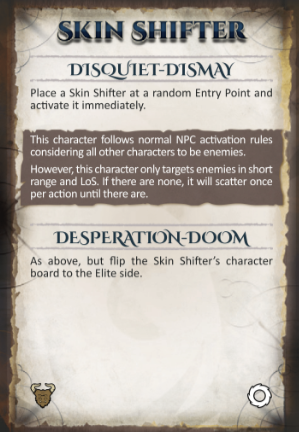 SKIN SHIFTER
DISQUIET-DISMAY
Place a Skin Shifter at a random Entry Point and
activate it immediately.
This character follows normal NPC activation rules
considering all other characters to be enemies.
However, this character only targets enemies in short
range and LoS. If there are none, it will scatter once
per action until there are.
DESPERATION-DOOM
As above, but flip the Skin Shifter's character
board to the Elite side.